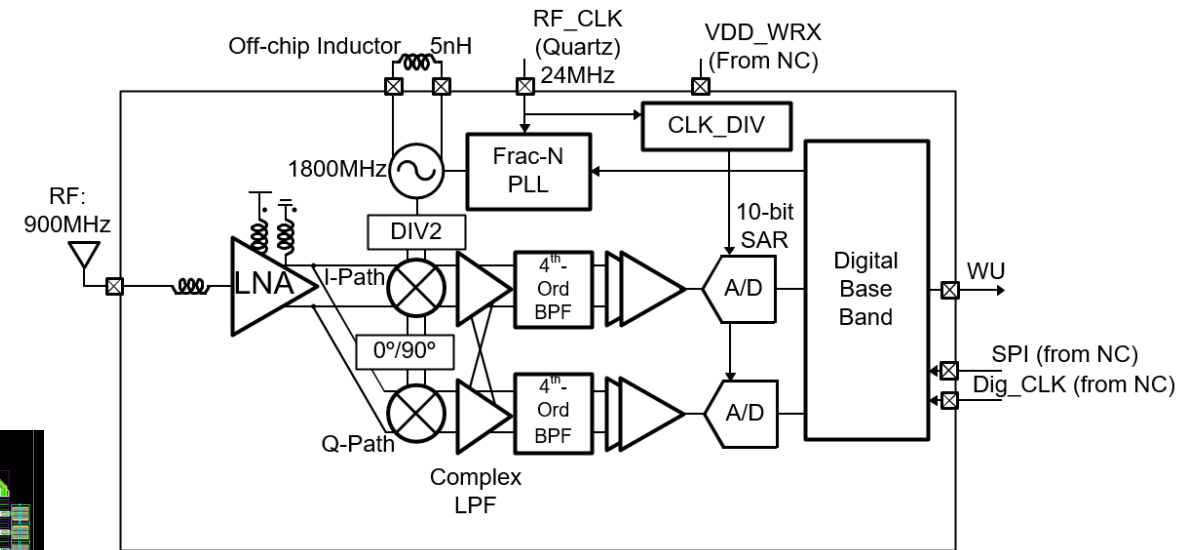 RF_CLK
(Quartz)
24MHz
VDD_WRX
(From NC)
Off-chip Inductor
5nH
CLK_DIV
1800MHz
Frac-N
PLL
RF:
900MHz
DIV2
10-bit
SAR
LNA
I-Path
4th-
Ord
BPF
A/D
Digital
Base
Band
WU
0º/90º
SPI (from NC)
Dig_CLK (from NC)
4th-
Ord
BPF
A/D
Q-Path
Complex
LPF